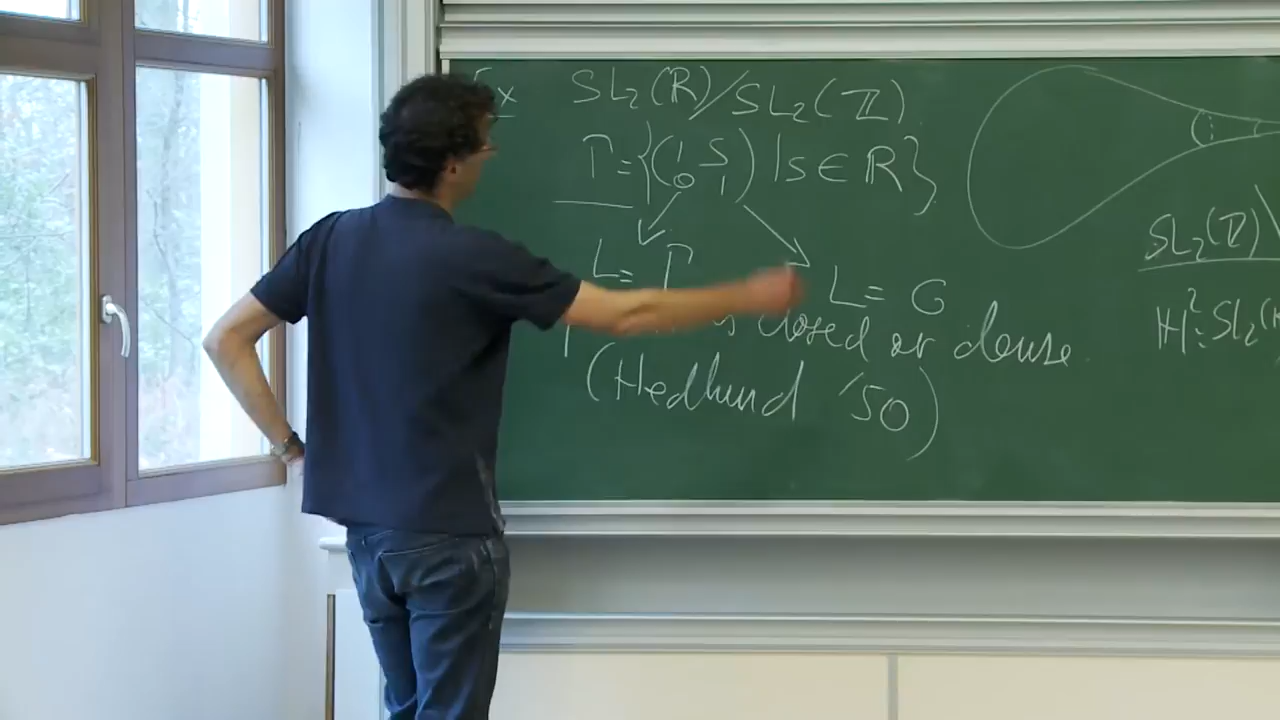 Ex SL₂(ℝ)/SL₂(ℤ)
Γ = {(1 s 0 1) | s ∈ ℝ}
L = Γ
L = G
closed or dense.
(Hedlund '50)
SL₂(ℤ)
ℍ² : SL₂(